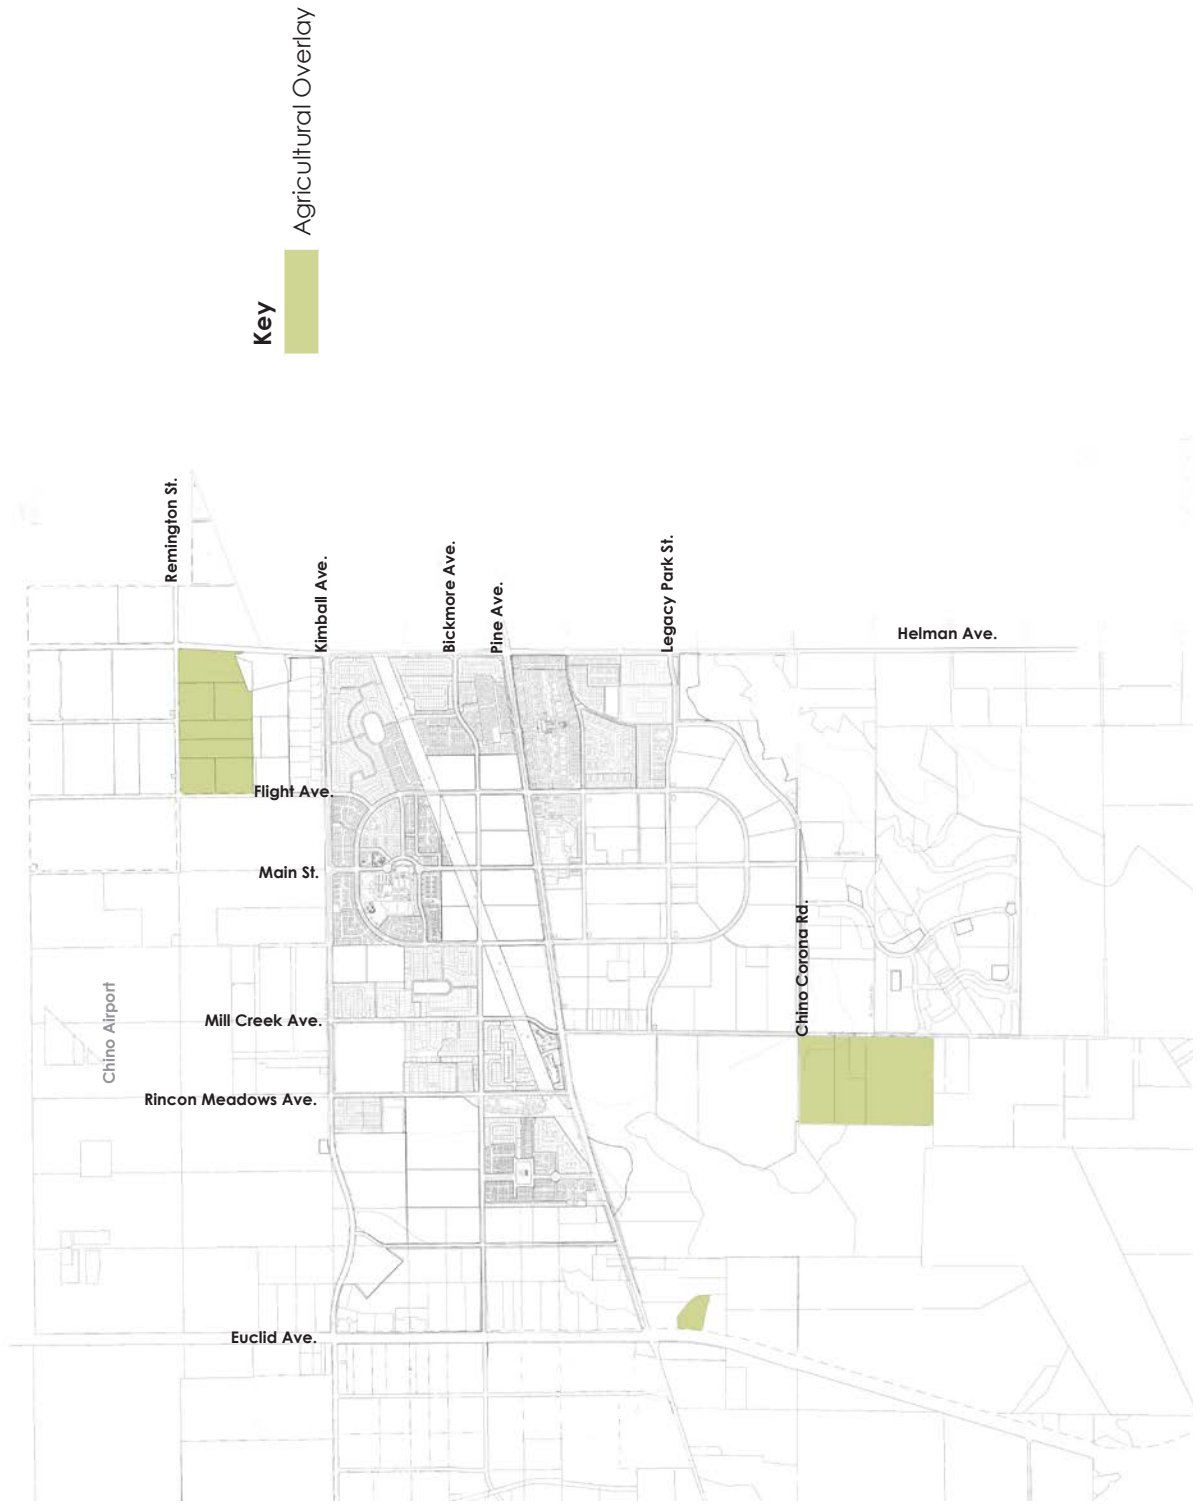 Key
Agricultural Overlay
Remington St.
Kimball Ave.
Bickmore Ave.
Pine Ave.
Legacy Park St.
Helman Ave.
Flight Ave.
Main St.
Chino Corona Rd.
Chino Airport
Mill Creek Ave.
Rincon Meadows Ave.
Euclid Ave.